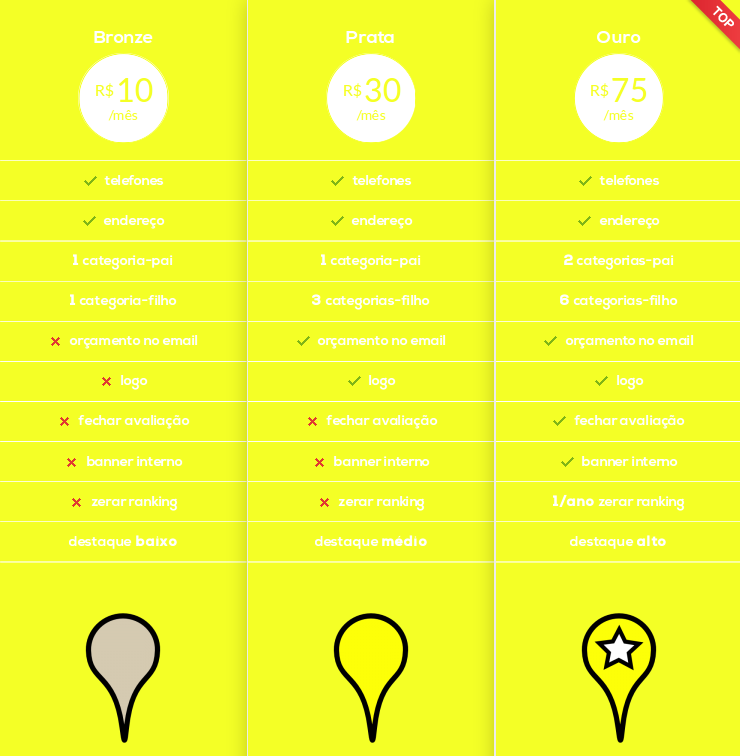 TOP
Bronze
R$ 10
/mês
telefones
endereço
1 categoria-pai
1 categoria-filho
orçamento no email
logo
fechar avaliação
banner interno
zerar ranking
destaque baixo
Prata
R$ 30
/mês
telefones
endereço
1 categoria-pai
3 categorias-filho
orçamento no email
logo
fechar avaliação
banner interno
zerar ranking
destaque médio
Ouro
R$ 75
/mês
telefones
endereço
2 categorias-pai
6 categorias-filho
orçamento no email
logo
fechar avaliação
banner interno
1/ano zerar ranking
destaque alto